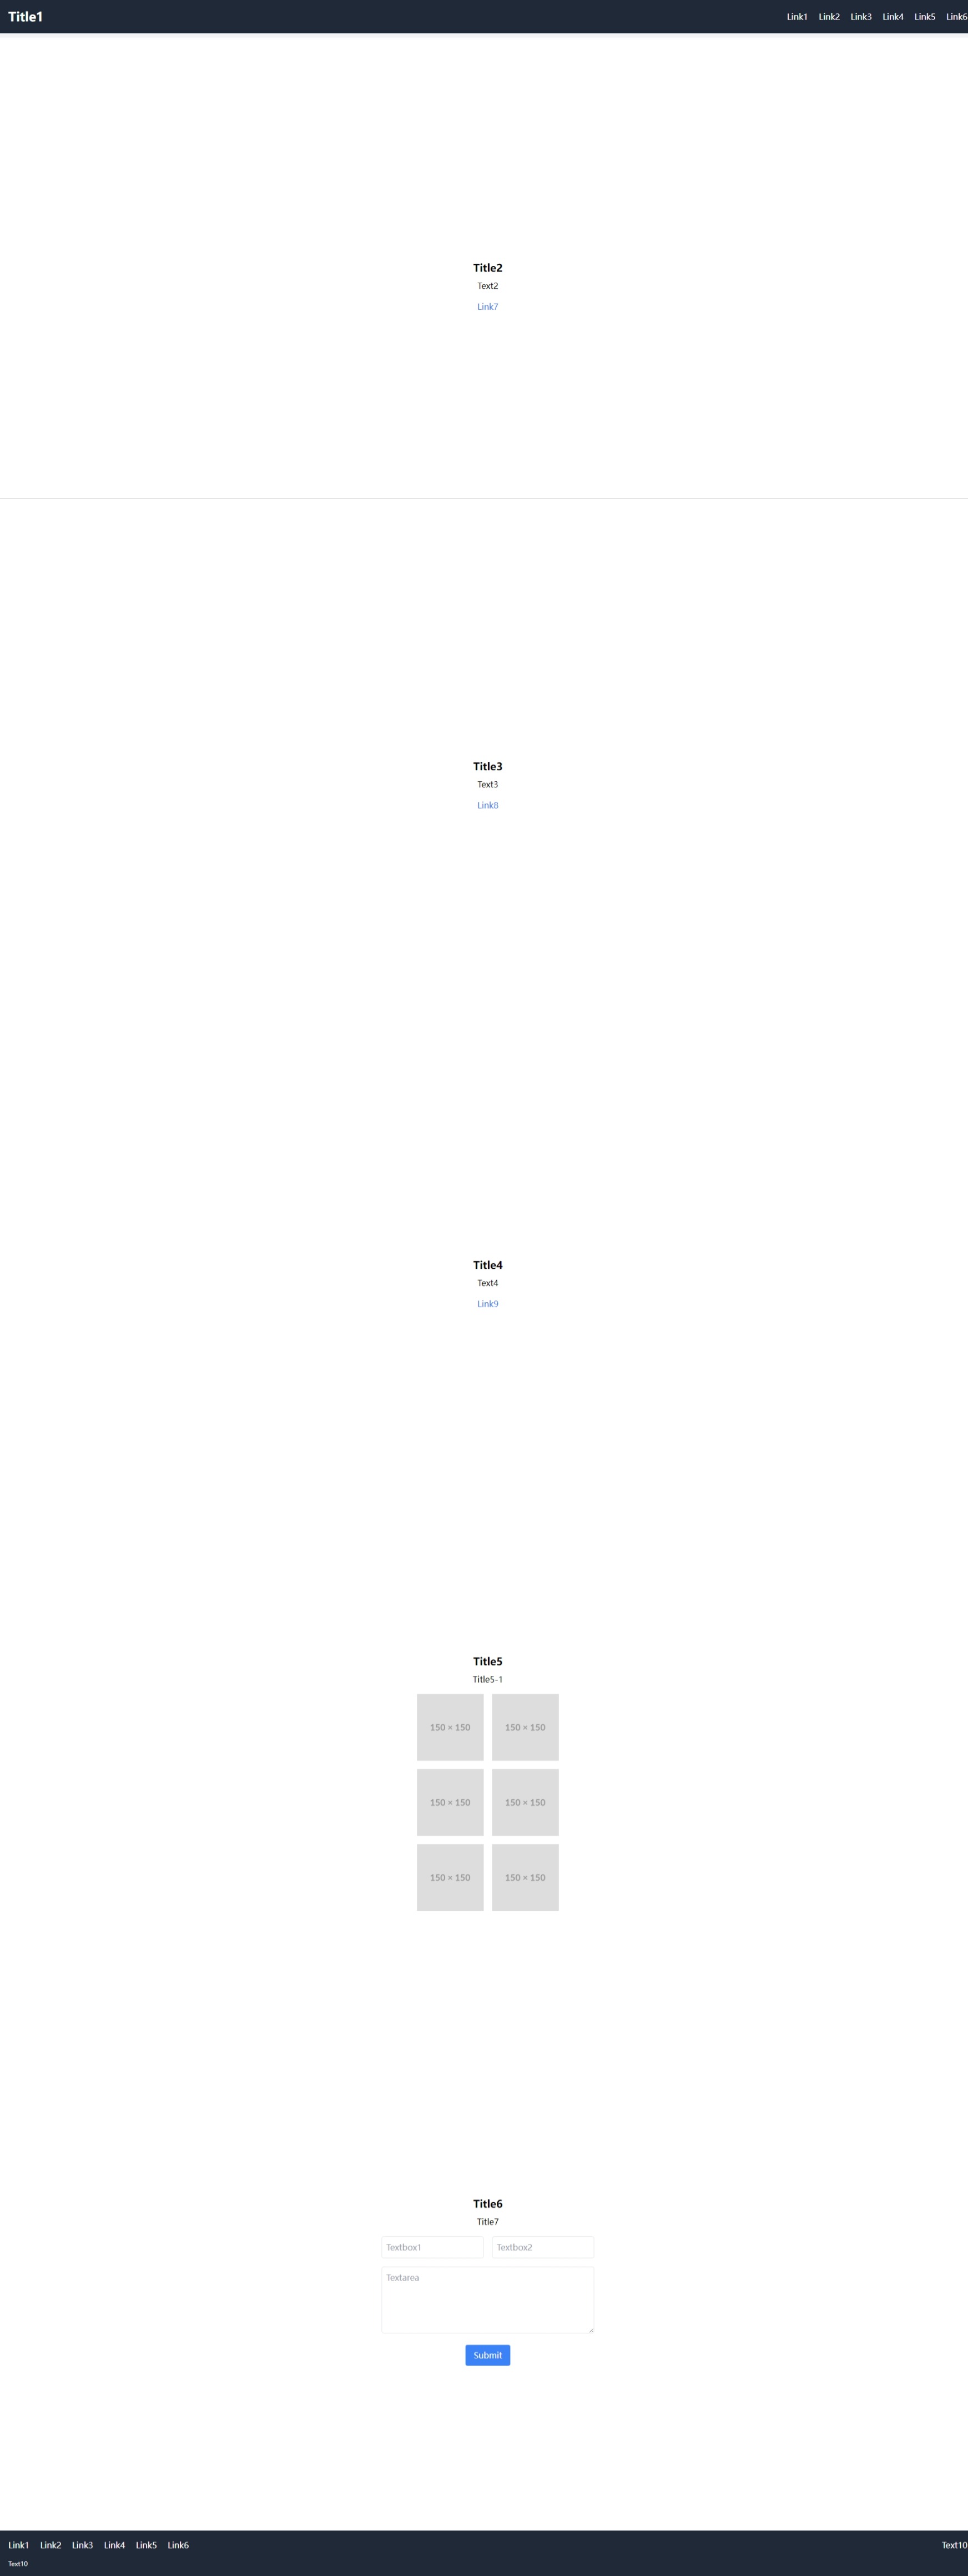 Title1 Link1 Link2 Link3 Link4 Link5 Link6
Title2
Text2
Link7
Title3
Text3
Link8
Title4
Text4
Link9
Title5
Title5-1
150 × 150 150 × 150
150 × 150 150 × 150
150 × 150 150 × 150
Title6
Title7
Textbox1 Textbox2
Textarea
Submit
Link1 Link2 Link3 Link4 Link5 Link6 Text10
Text10